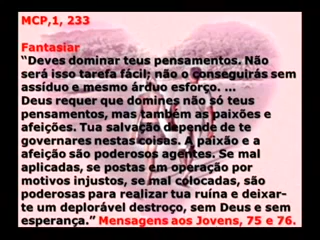 MCP,1, 233
Fantasiar
“Deves dominar teus pensamentos. Não
será isso tarefa fácil; não o conseguirás sem
assíduo e mesmo árduo esforço. ...
Deus requer que domines não só teus
pensamentos, mas também as paixões e
afeições. Tua salvação depende de te
governares nestas coisas. A paixão e a
afeição são poderosos agentes. Se mal
aplicadas, se postas em operação por
motivos injustos, se mal colocadas, são
poderosas para realizar tua ruína e deixar-
te um deplorável destroço, sem Deus e sem
esperança.” Mensagens aos Jovens, 75 e 76.